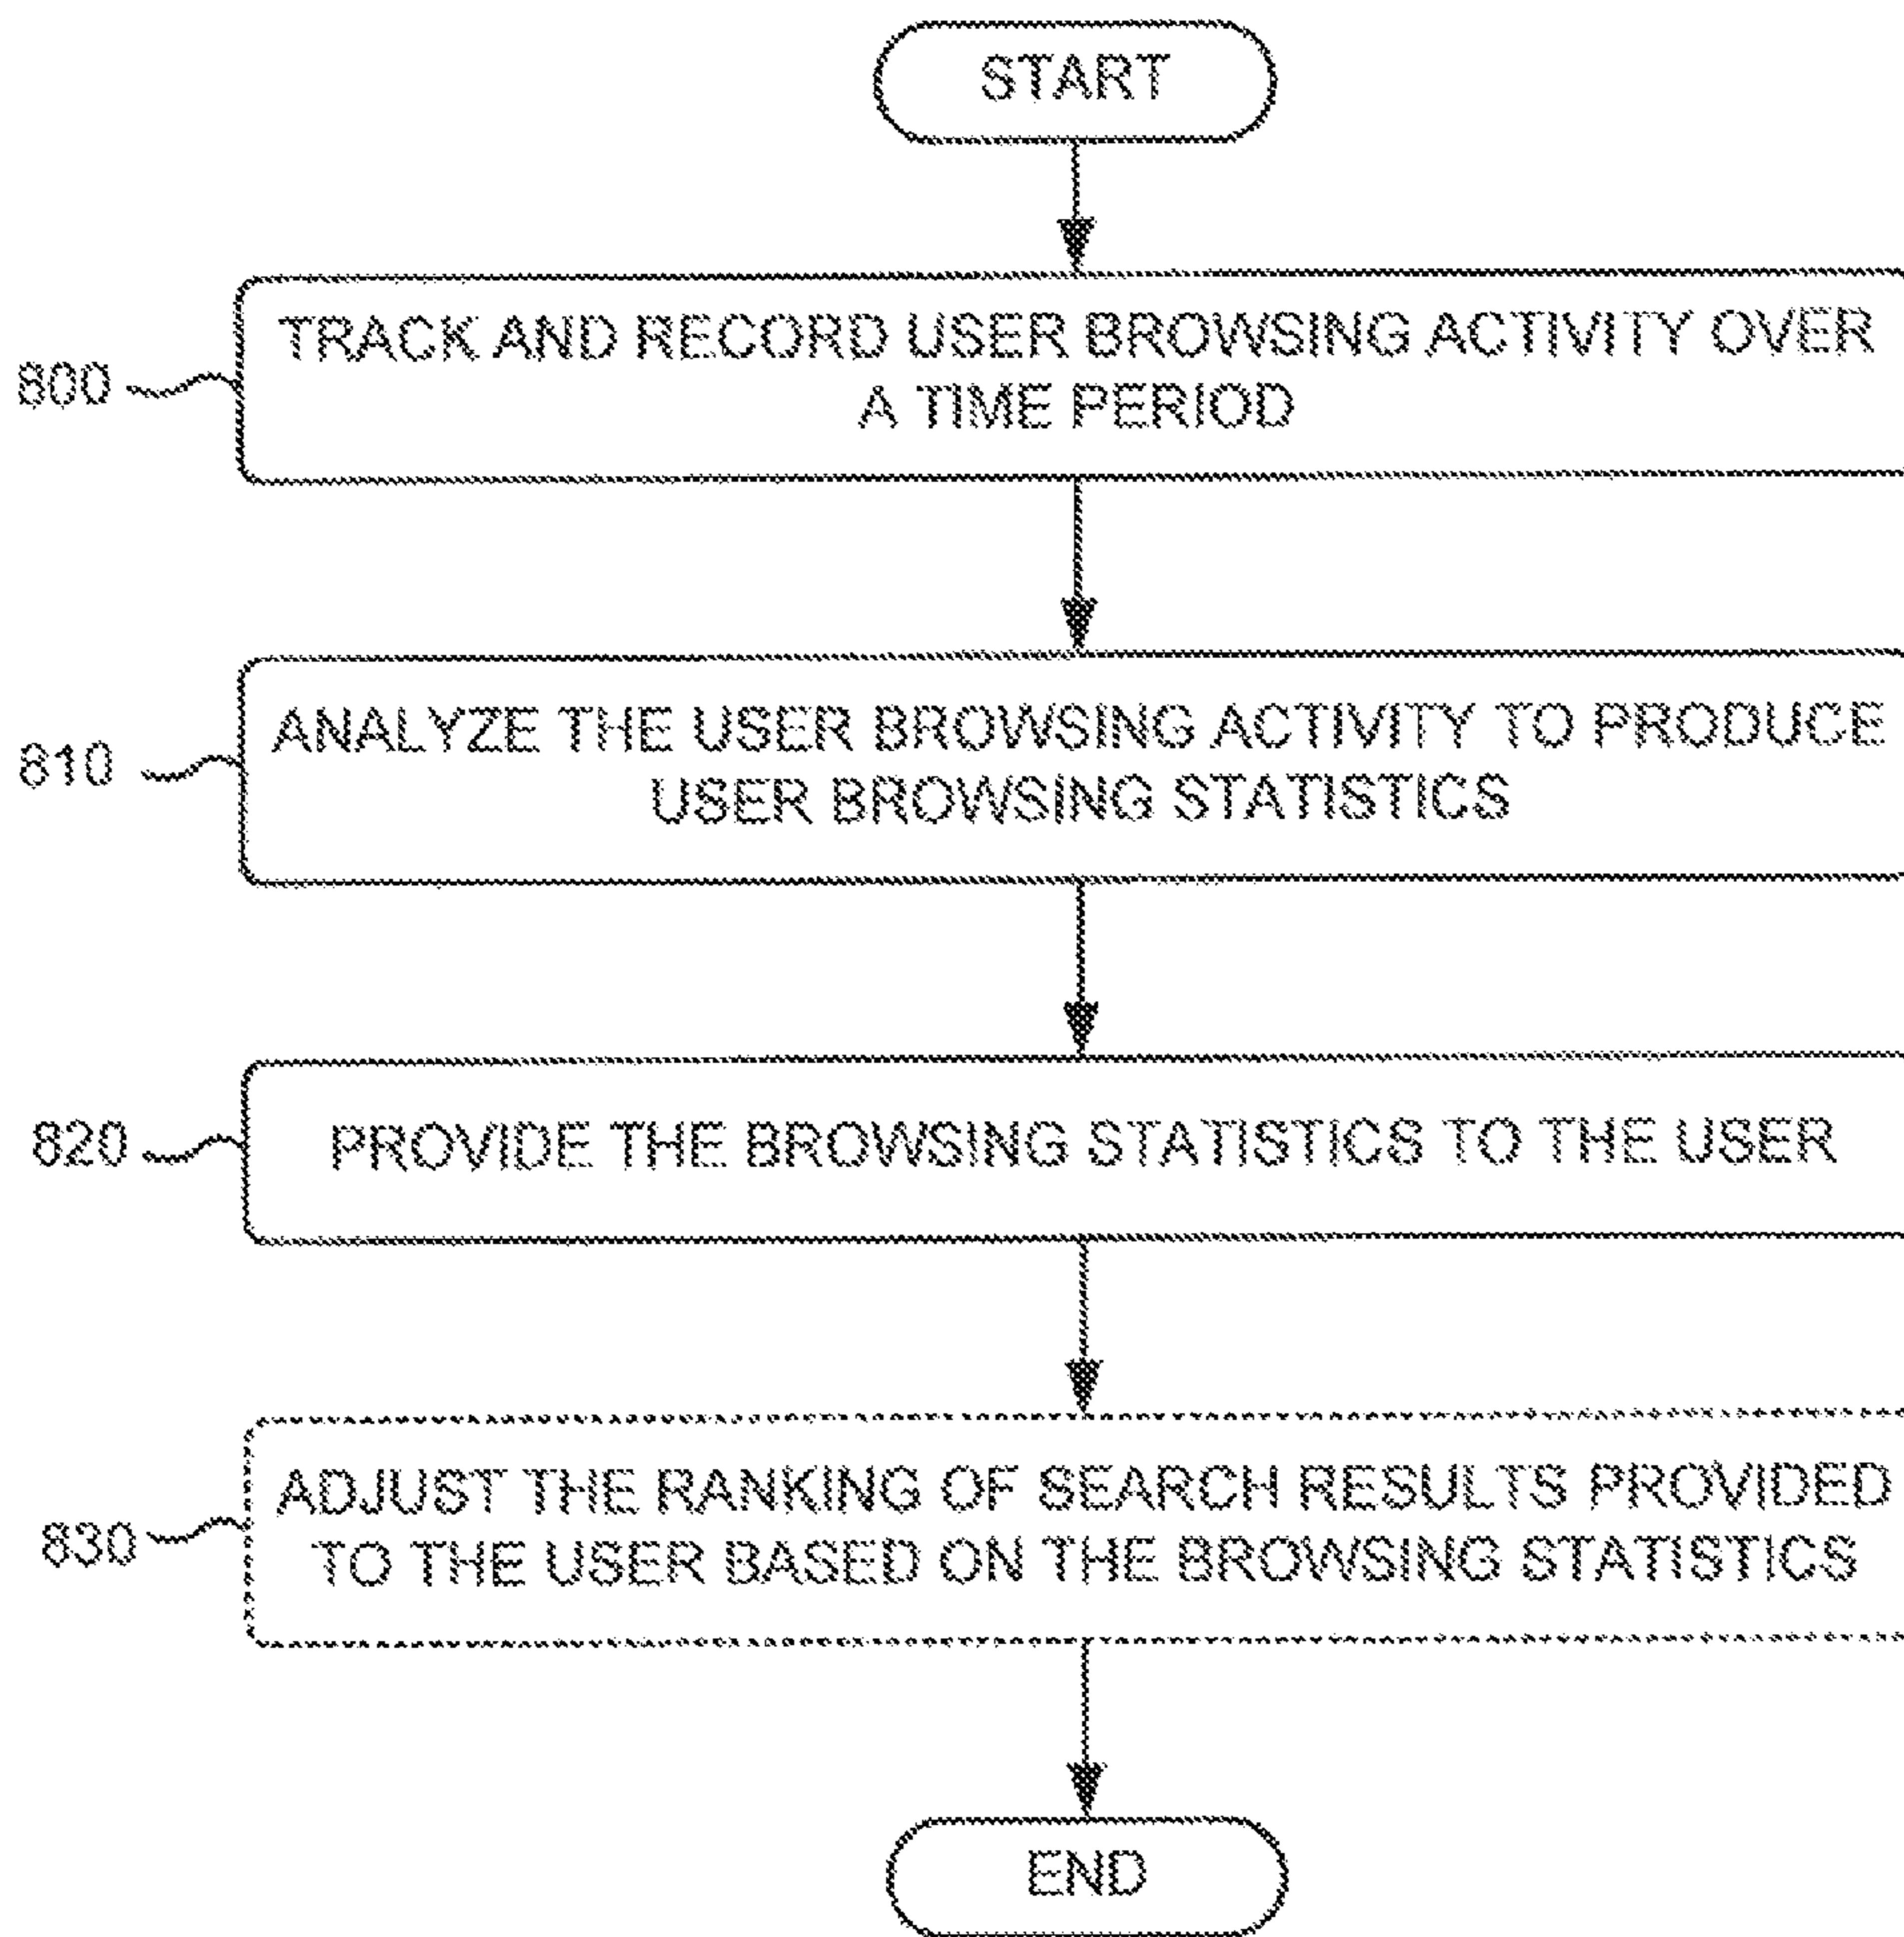 START
TRACK AND RECORD USER BROWSING ACTIVITY OVER
A TIME PERIOD
800
ANALYZE THE USER BROWSING ACTIVITY TO PRODUCE
USER BROWSING STATISTICS
810
820
PROVIDE THE BROWSING STATISTICS TO THE USER
ADJUST THE RANKING OF SEARCH RESULTS PROVIDED
TO THE USER BASED ON THE BROWSING STATISTICS
830
END